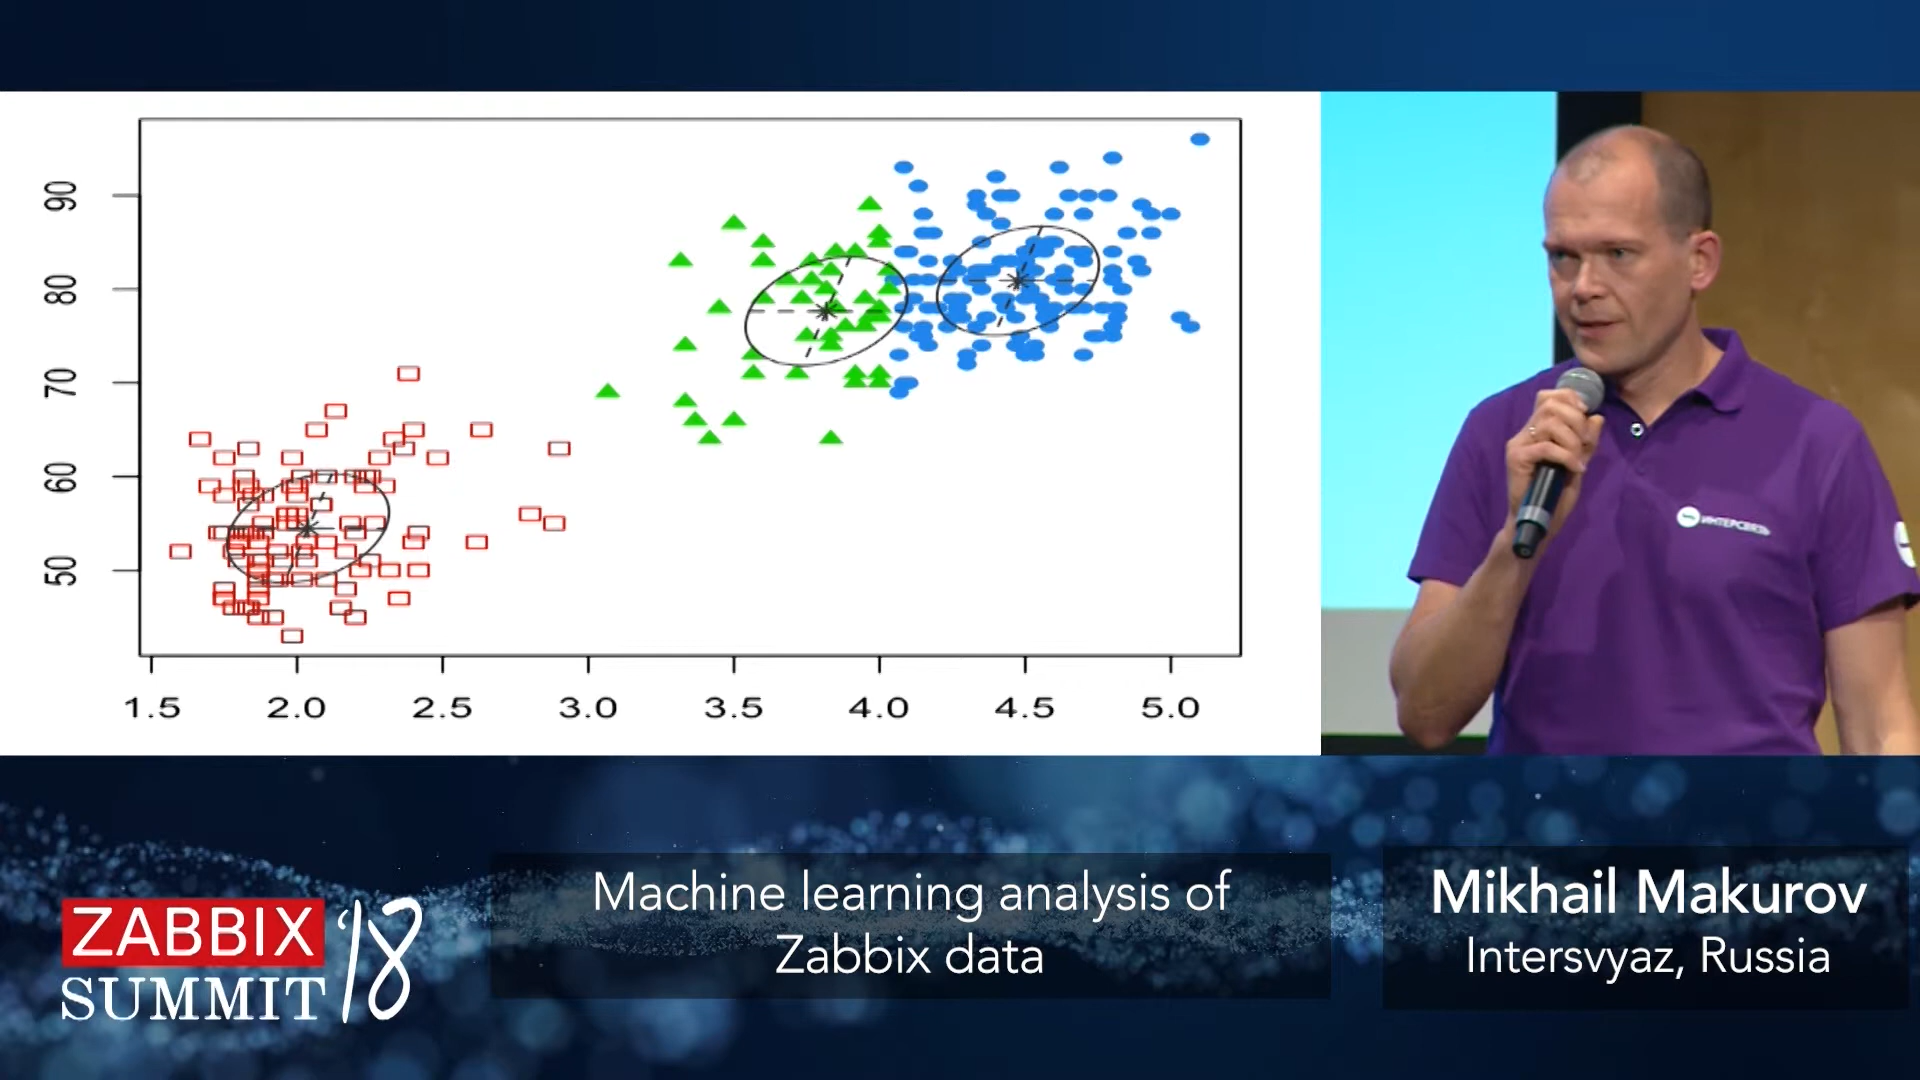 90
80
70
60
50
1.5 2.0 2.5 3.0 3.5 4.0 4.5 5.0
ИНТЕРСВЯЗЬ
ZABBIX
SUMMIT '18
Machine learning analysis of
Zabbix data
Mikhail Makurov
Intersvyaz, Russia